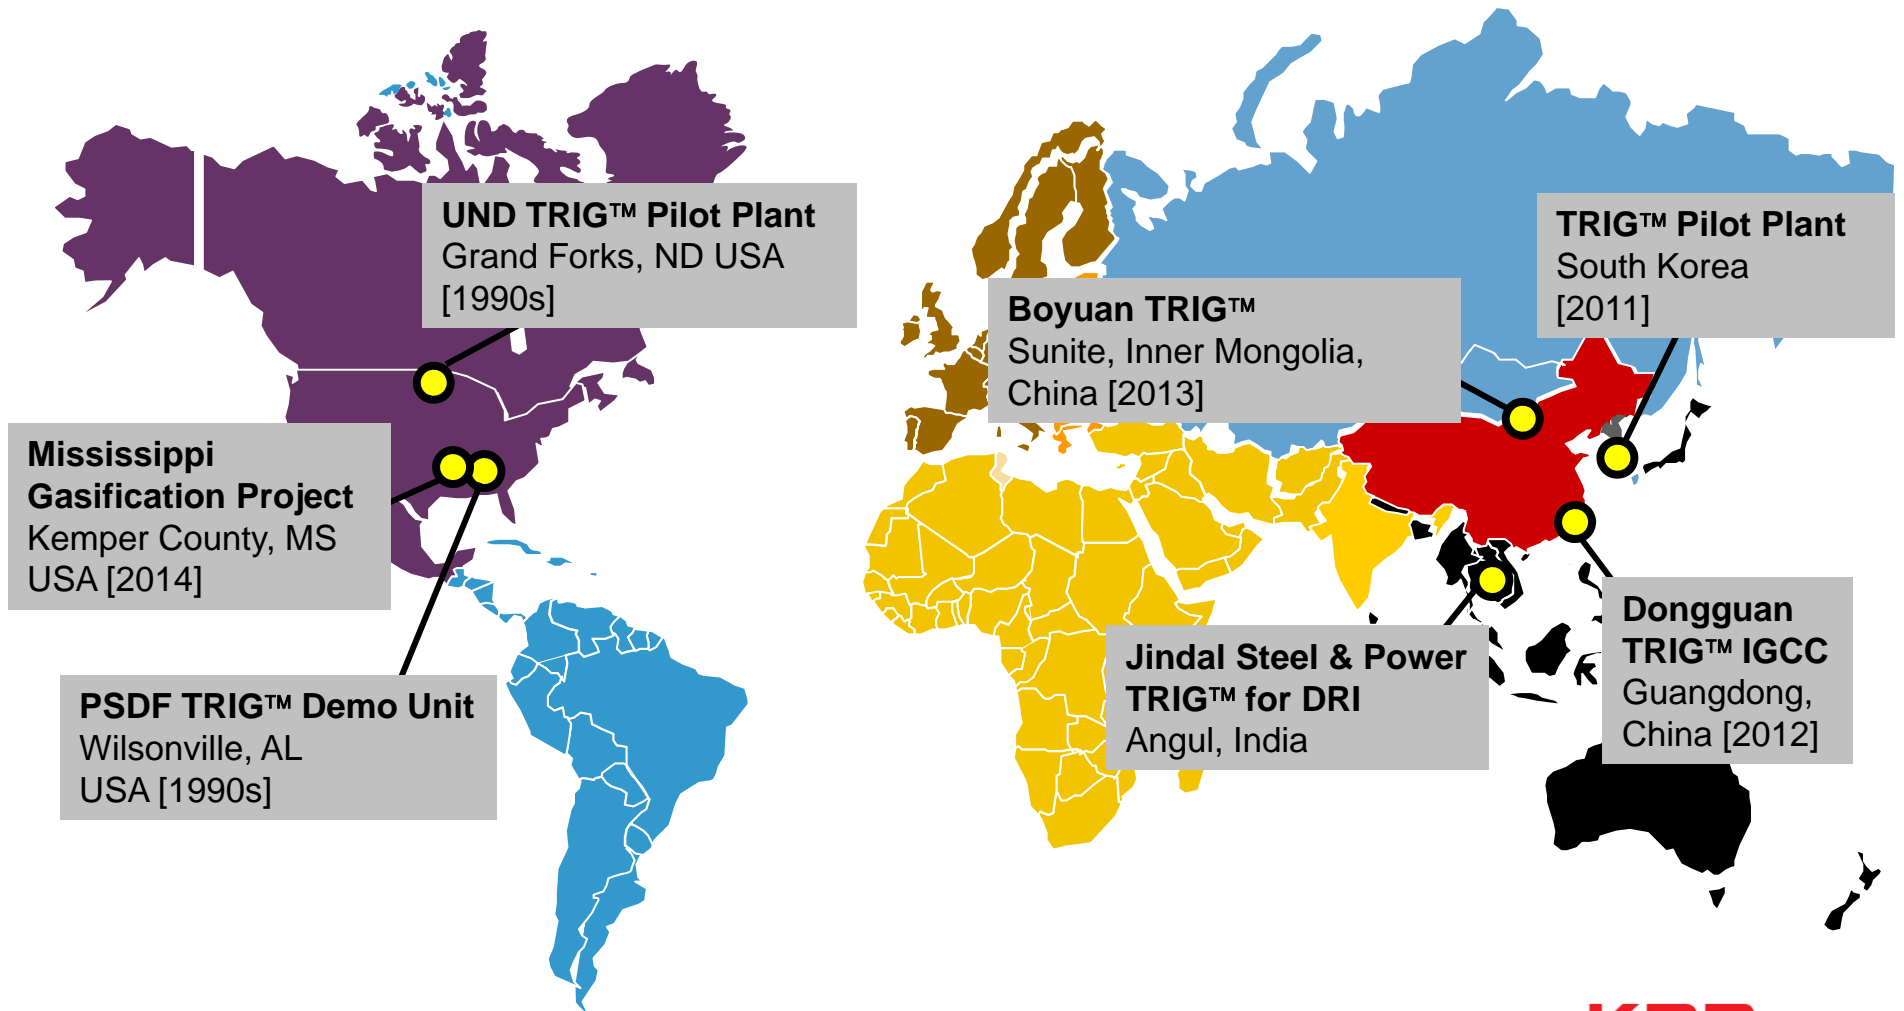 UND TRIG™ Pilot Plant
Grand Forks, ND USA
[1990s]
TRIG™ Pilot Plant
South Korea
[2011]
Boyuan TRIG™
Sunite, Inner Mongolia,
China [2013]
Mississippi
Gasification Project
Kemper County, MS
USA [2014]
Dongguan
TRIG™ IGCC
Guangdong,
China [2012]
Jindal Steel & Power
TRIG™ for DRI
Angul, India
PSDF TRIG™ Demo Unit
Wilsonville, AL
USA [1990s]